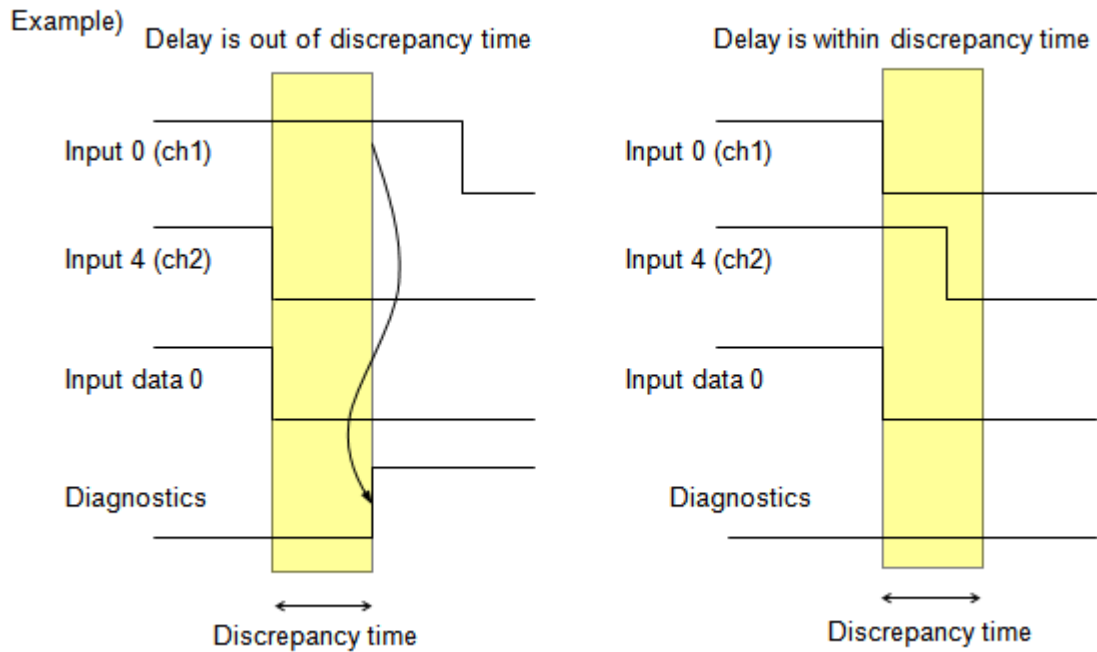 Example)
Delay is out of discrepancy time
Input 0 (ch1)
Input 4 (ch2)
Input data 0
Diagnostics
Discrepancy time
Delay is within discrepancy time
Input 0 (ch1)
Input 4 (ch2)
Input data 0
Diagnostics
Discrepancy time